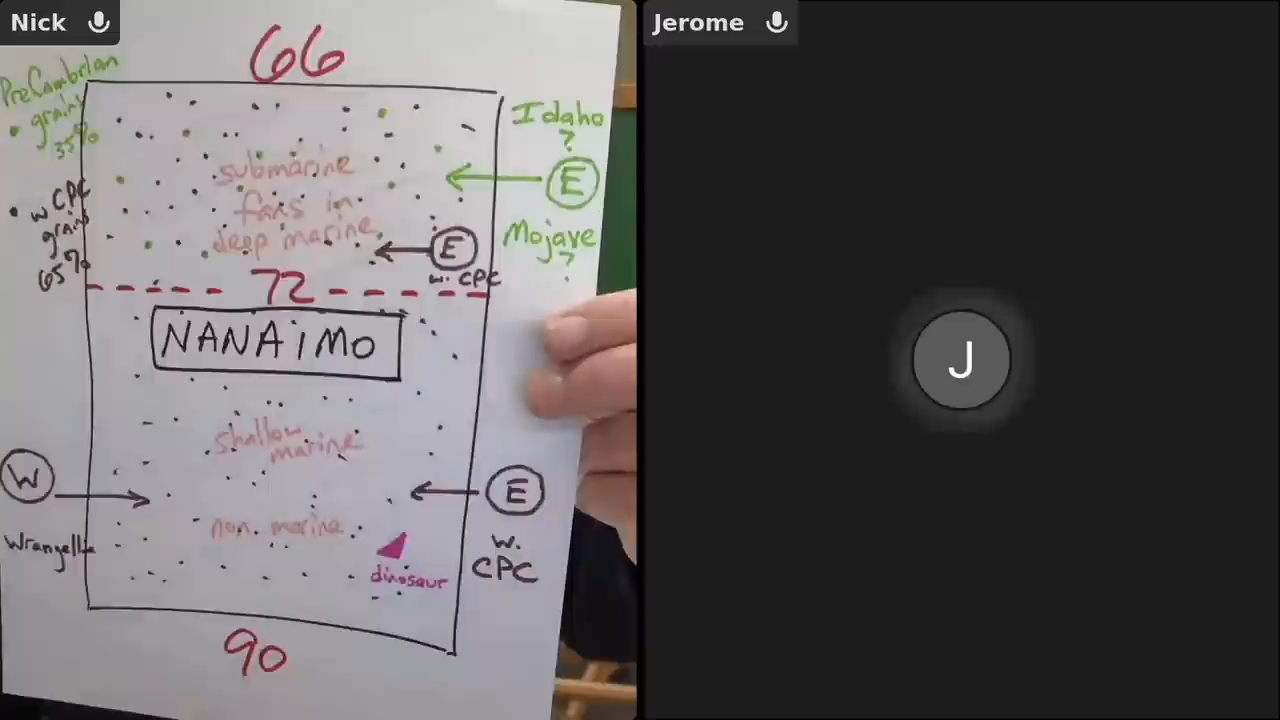 Nick
Jerome
66
PreCambrian
grains
35%
Idaho
?
E
Mojave
?
submarine
fans in
deep marine
w CPC
grains
65%
E
w. CPC
72
NANAiMO
shallow
marine
W
Wrangellia
E
w.
CPC
non marine
dinosaur
90
J